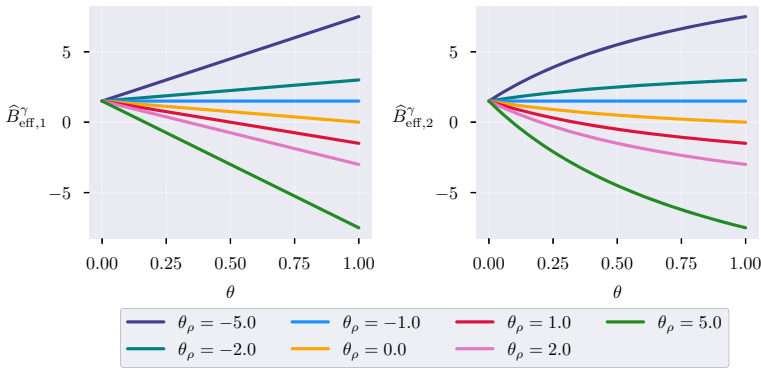 5
0
−5
B̂^γ_eff,1
0.00 0.25 0.50 0.75 1.00
θ
5
0
−5
B̂^γ_eff,2
0.00 0.25 0.50 0.75 1.00
θ
θ_ρ = −5.0 θ_ρ = −1.0 θ_ρ = 1.0 θ_ρ = 5.0
θ_ρ = −2.0 θ_ρ = 0.0 θ_ρ = 2.0